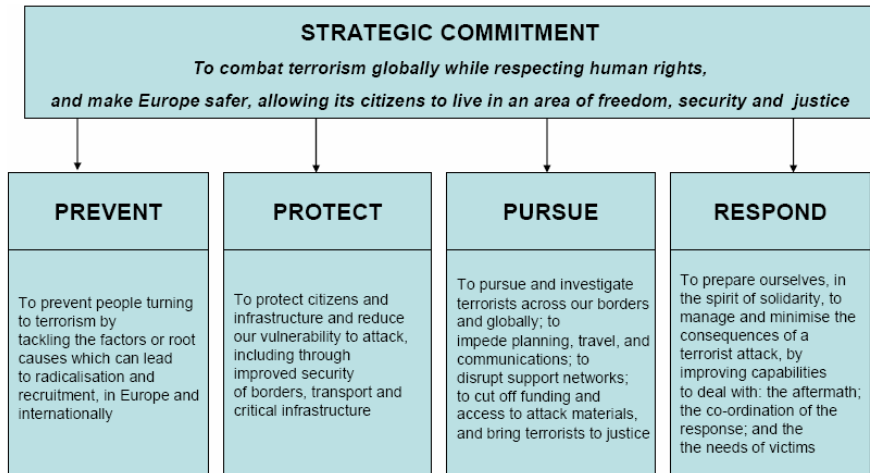 STRATEGIC COMMITMENT
To combat terrorism globally while respecting human rights,
and make Europe safer, allowing its citizens to live in an area of freedom, security and justice
PREVENT
To prevent people turning
to terrorism by
tackling the factors or root
causes which can lead
to radicalisation and
recruitment, in Europe and
internationally
PROTECT
To protect citizens and
infrastructure and reduce
our vulnerability to attack,
including through
improved security
of borders, transport and
critical infrastructure
PURSUE
To pursue and investigate
terrorists across our borders
and globally; to
impede planning, travel, and
communications; to
disrupt support networks;
to cut off funding and
access to attack materials,
and bring terrorists to justice
RESPOND
To prepare ourselves, in
the spirit of solidarity, to
manage and minimise the
consequences of a
terrorist attack, by
improving capabilities
to deal with: the aftermath;
the co-ordination of the
response; and the
the needs of victims